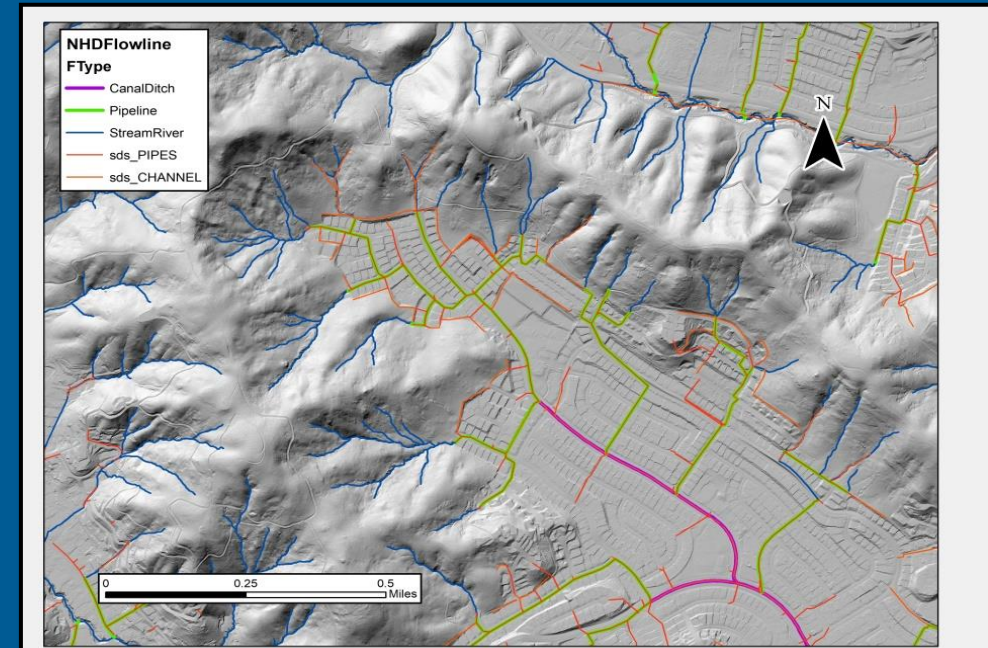 NHDFlowline
FType
CanalDitch
Pipeline
StreamRiver
sds_PIPES
sds_CHANNEL
N
0 0.25 0.5
Miles